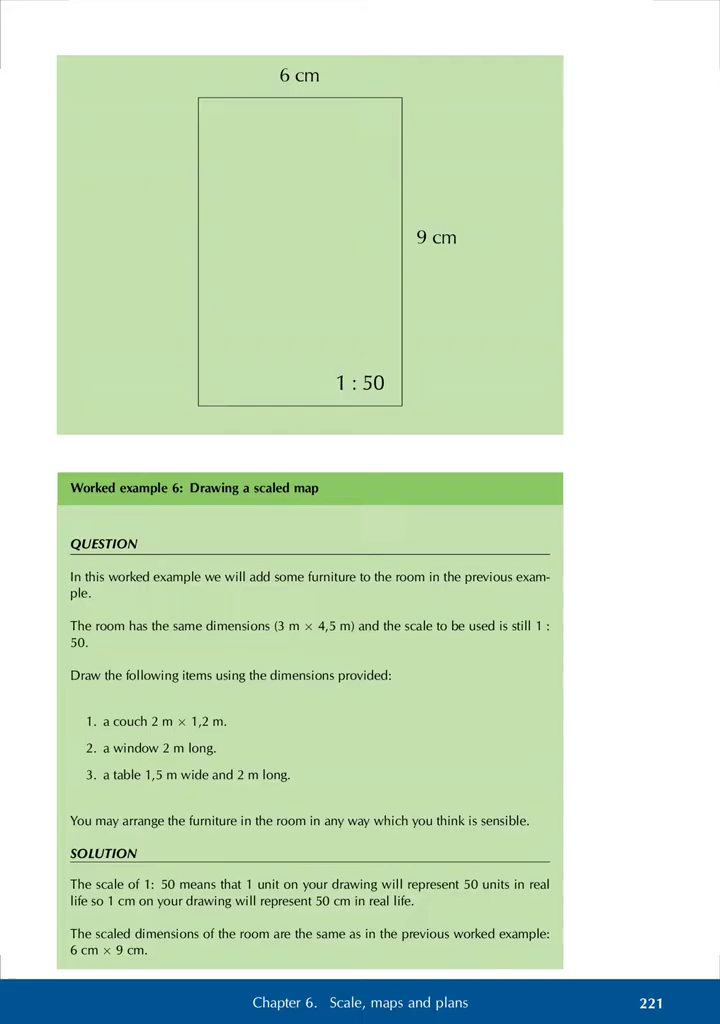 6 cm
9 cm
1 : 50
Worked example 6: Drawing a scaled map
QUESTION
In this worked example we will add some furniture to the room in the previous exam-
ple.
The room has the same dimensions (3 m × 4,5 m) and the scale to be used is still 1 :
50.
Draw the following items using the dimensions provided:
1. a couch 2 m × 1,2 m.
2. a window 2 m long.
3. a table 1,5 m wide and 2 m long.
You may arrange the furniture in the room in any way which you think is sensible.
SOLUTION
The scale of 1: 50 means that 1 unit on your drawing will represent 50 units in real
life so 1 cm on your drawing will represent 50 cm in real life.
The scaled dimensions of the room are the same as in the previous worked example:
6 cm × 9 cm.
Chapter 6. Scale, maps and plans 221